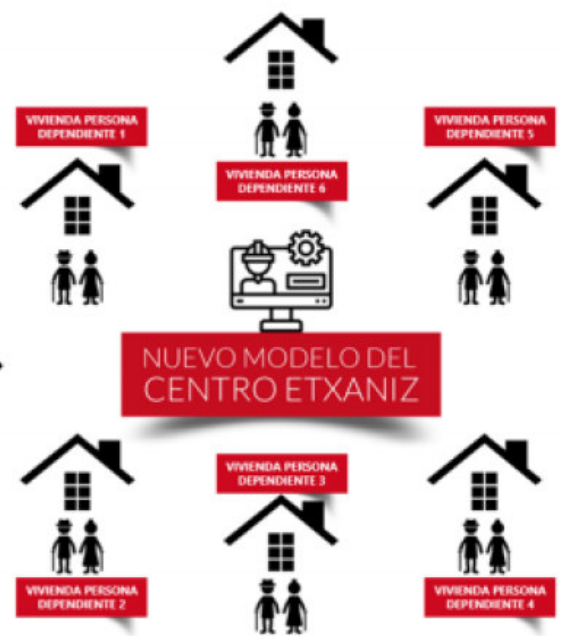 VIVIENDA PERSONA
DEPENDIENTE 1
VIVIENDA PERSONA
DEPENDIENTE 6
VIVIENDA PERSONA
DEPENDIENTE 5
NUEVO MODELO DEL
CENTRO ETXANIZ
VIVIENDA PERSONA
DEPENDIENTE 2
VIVIENDA PERSONA
DEPENDIENTE 3
VIVIENDA PERSONA
DEPENDIENTE 4